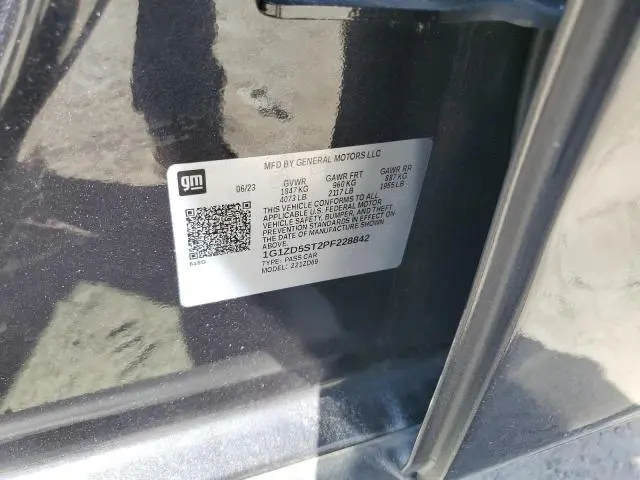 MFD BY GENERAL MOTORS LLC
gm
06/23 GVWR GAWR FRT GAWR RR
1847 KG 960 KG 887 KG
4073 LB 2117 LB 1955 LB
THIS VEHICLE CONFORMS TO ALL
APPLICABLE U.S. FEDERAL MOTOR
VEHICLE SAFETY, BUMPER, AND THEFT
PREVENTION STANDARDS IN EFFECT ON
THE DATE OF MANUFACTURE SHOWN
ABOVE.
1G1ZD5ST2PF228842
TYPE: PASS CAR
MODEL: 221ZD69